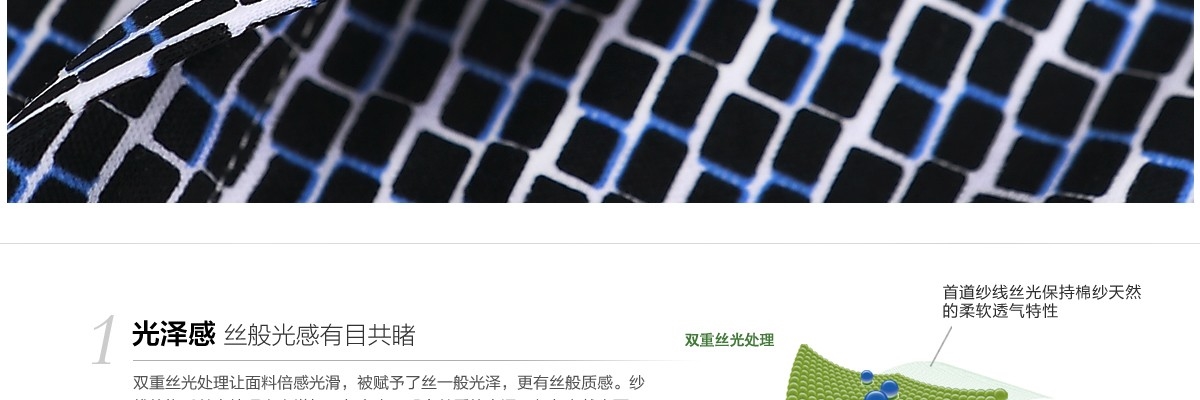 首道纱线丝光保持棉纱天然
的柔软透气特性
1 光泽感 丝般光感有目共睹
双重丝光处理
双重丝光处理让面料倍感光滑，被赋予了丝一般光泽，更有丝般质感。纱